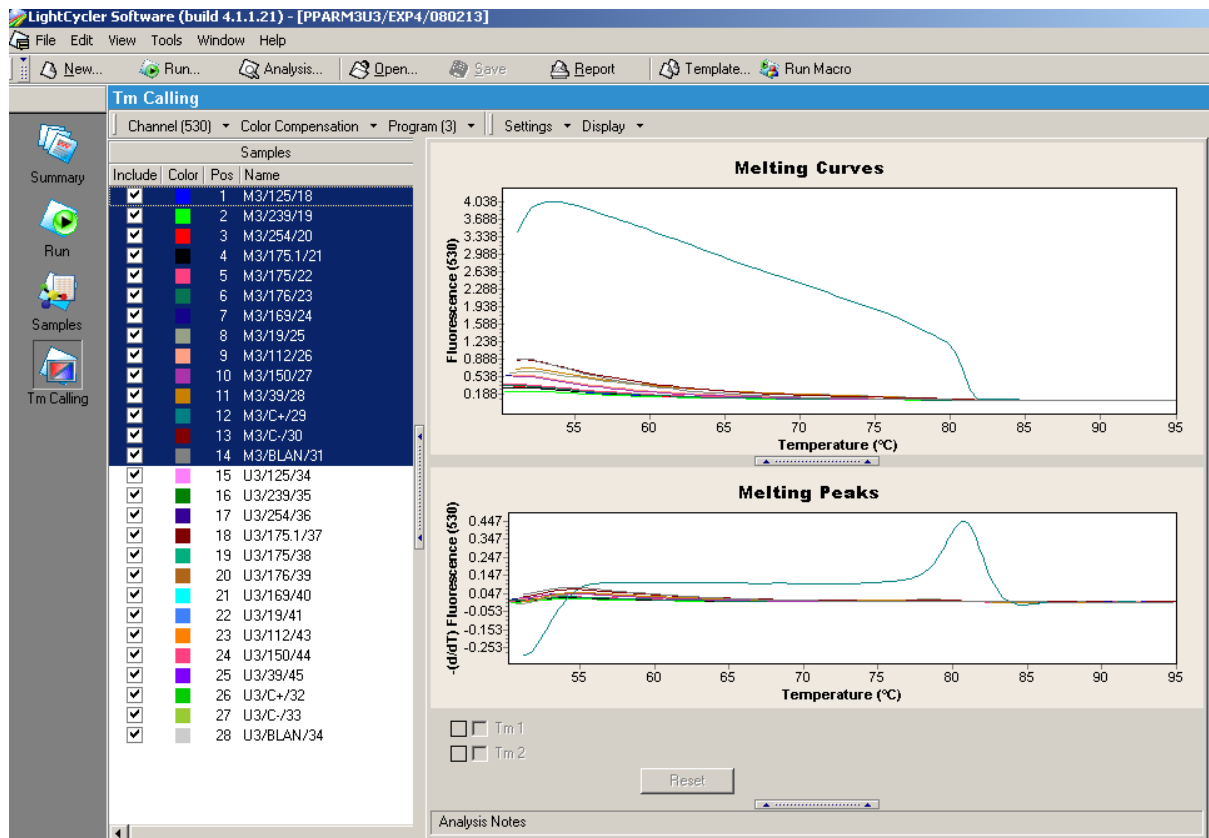 LightCycler Software (build 4.1.1.21) - [PPARM3U3/EXP4/080213]
File Edit View Tools Window Help
New... Run... Analysis... Open... Save Report Template... Run Macro
Tm Calling
Channel (530) Color Compensation Program (3) Settings Display
Summary
Run
Samples
Tm Calling
Samples
Include Color Pos Name
1 M3/125/18
2 M3/239/19
3 M3/254/20
4 M3/175.1/21
5 M3/175/22
6 M3/176/23
7 M3/169/24
8 M3/19/25
9 M3/112/26
10 M3/150/27
11 M3/39/28
12 M3/C+/29
13 M3/C-/30
14 M3/BLAN/31
15 U3/125/34
16 U3/239/35
17 U3/254/36
18 U3/175.1/37
19 U3/175/38
20 U3/176/39
21 U3/169/40
22 U3/19/41
23 U3/112/43
24 U3/150/44
25 U3/39/45
26 U3/C+/32
27 U3/C-/33
28 U3/BLAN/34
Melting Curves
Fluorescence (530)
4.038
3.688
3.338
2.988
2.638
2.288
1.938
1.588
1.238
0.888
0.538
0.188
55 60 65 70 75 80 85 90 95
Temperature (°C)
Melting Peaks
-(d/dT) Fluorescence (530)
0.447
0.347
0.247
0.147
0.047
-0.053
-0.153
-0.253
55 60 65 70 75 80 85 90 95
Temperature (°C)
Tm 1
Tm 2
Reset
Analysis Notes